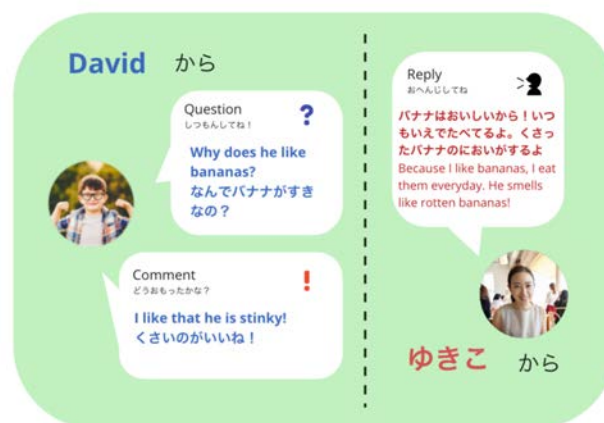 David から
Question
しつもんしてね！
?
Why does he like
bananas?
なんでバナナがすき
なの？
Comment
どうおもったかな？
!
I like that he is stinky!
くさいのがいいね！
Reply
おへんじしてね
バナナはおいしいから！いつ
もいえでたべてるよ。くさっ
たバナナのにおいがするよ
Because I like bananas, I eat
them everyday. He smells
like rotten bananas!
ゆきこ から